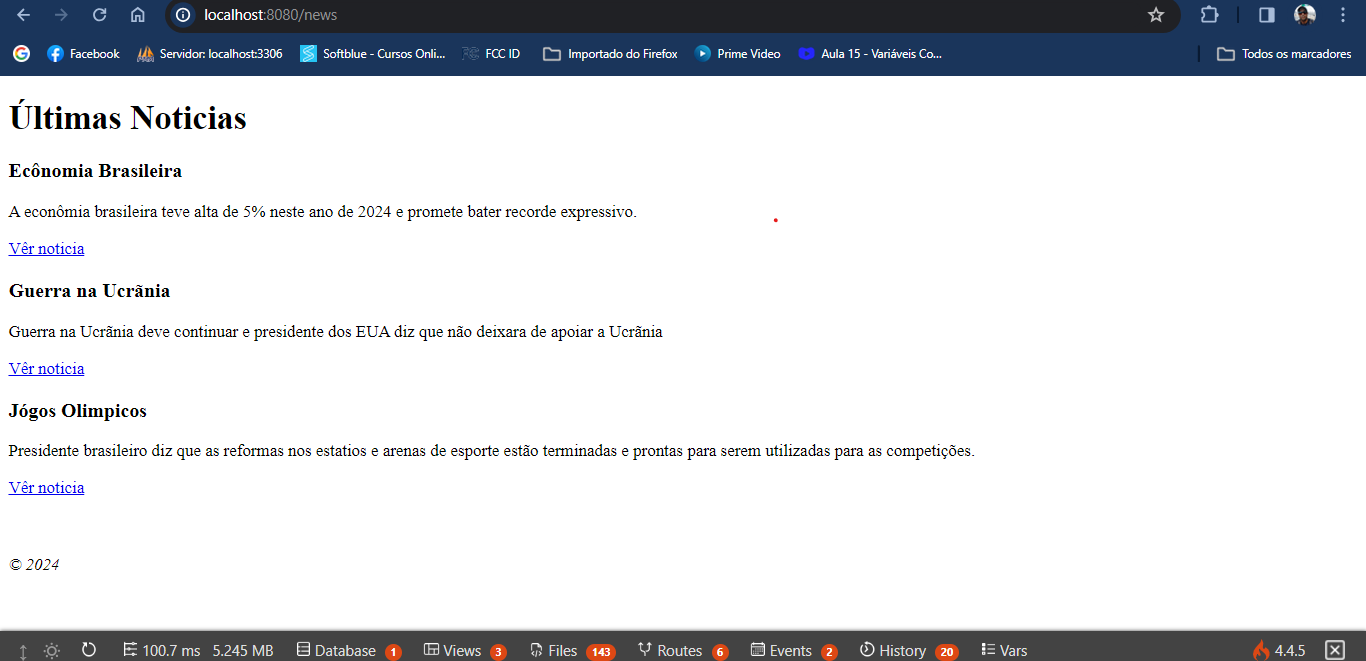 localhost:8080/news
Facebook Servidor: localhost:3306 Softblue - Cursos Onli... FCC ID Importado do Firefox Prime Video Aula 15 - Variáveis Co... Todos os marcadores
Últimas Noticias
Ecônomia Brasileira
A econômia brasileira teve alta de 5% neste ano de 2024 e promete bater recorde expressivo.
Vêr noticia
Guerra na Ucrãnia
Guerra na Ucrãnia deve continuar e presidente dos EUA diz que não deixara de apoiar a Ucrãnia
Vêr noticia
Jógos Olimpicos
Presidente brasileiro diz que as reformas nos estatios e arenas de esporte estão terminadas e prontas para serem utilizadas para as competições.
Vêr noticia
© 2024
100.7 ms 5.245 MB Database 1 Views 3 Files 143 Routes 6 Events 2 History 20 Vars 4.4.5